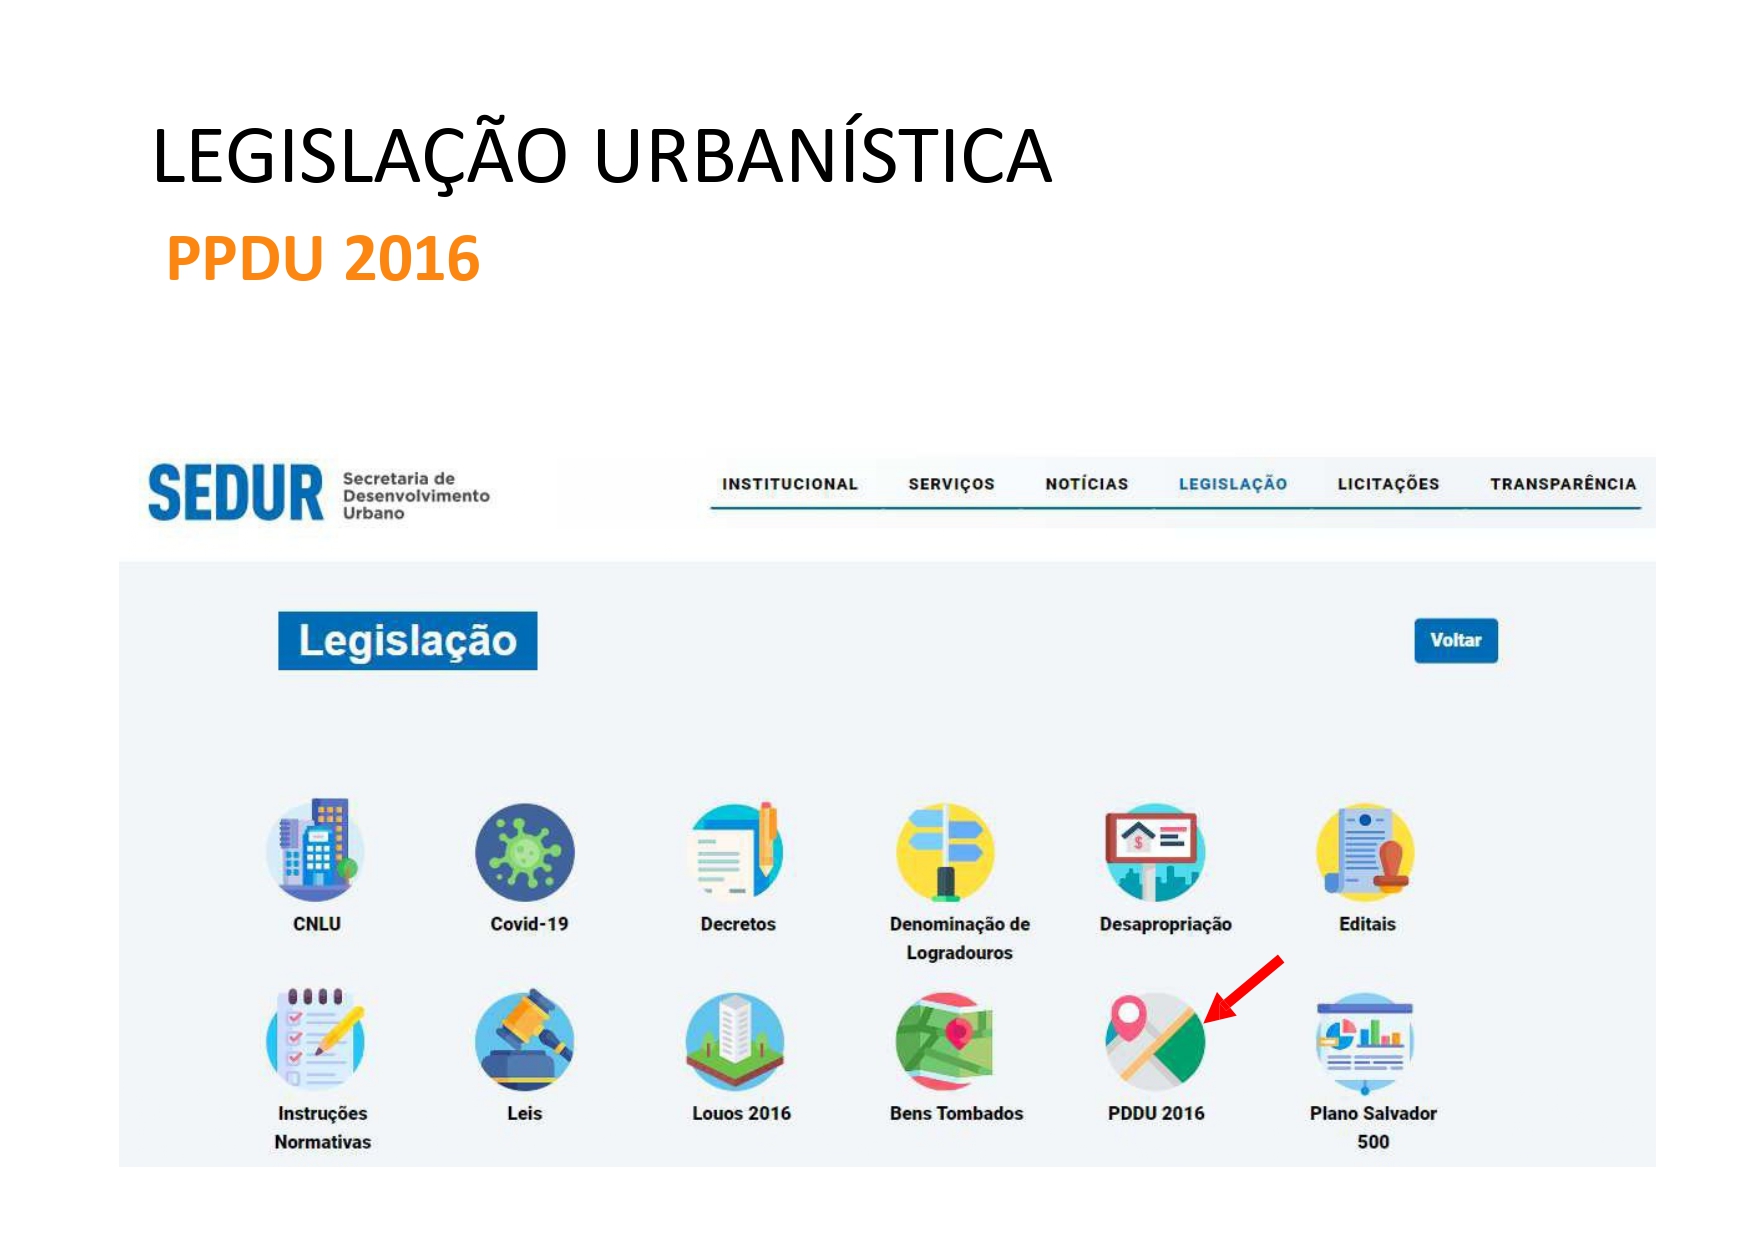 LEGISLAÇÃO URBANÍSTICA
PPDU 2016
SEDUR
Secretaria de
Desenvolvimento
Urbano
INSTITUCIONAL SERVIÇOS NOTÍCIAS LEGISLAÇÃO LICITAÇÕES TRANSPARÊNCIA
Legislação
Voltar
CNLU
Covid-19
Decretos
Denominação de
Logradouros
Desapropriação
Editais
Instruções
Normativas
Leis
Louos 2016
Bens Tombados
PDDU 2016
Plano Salvador
500